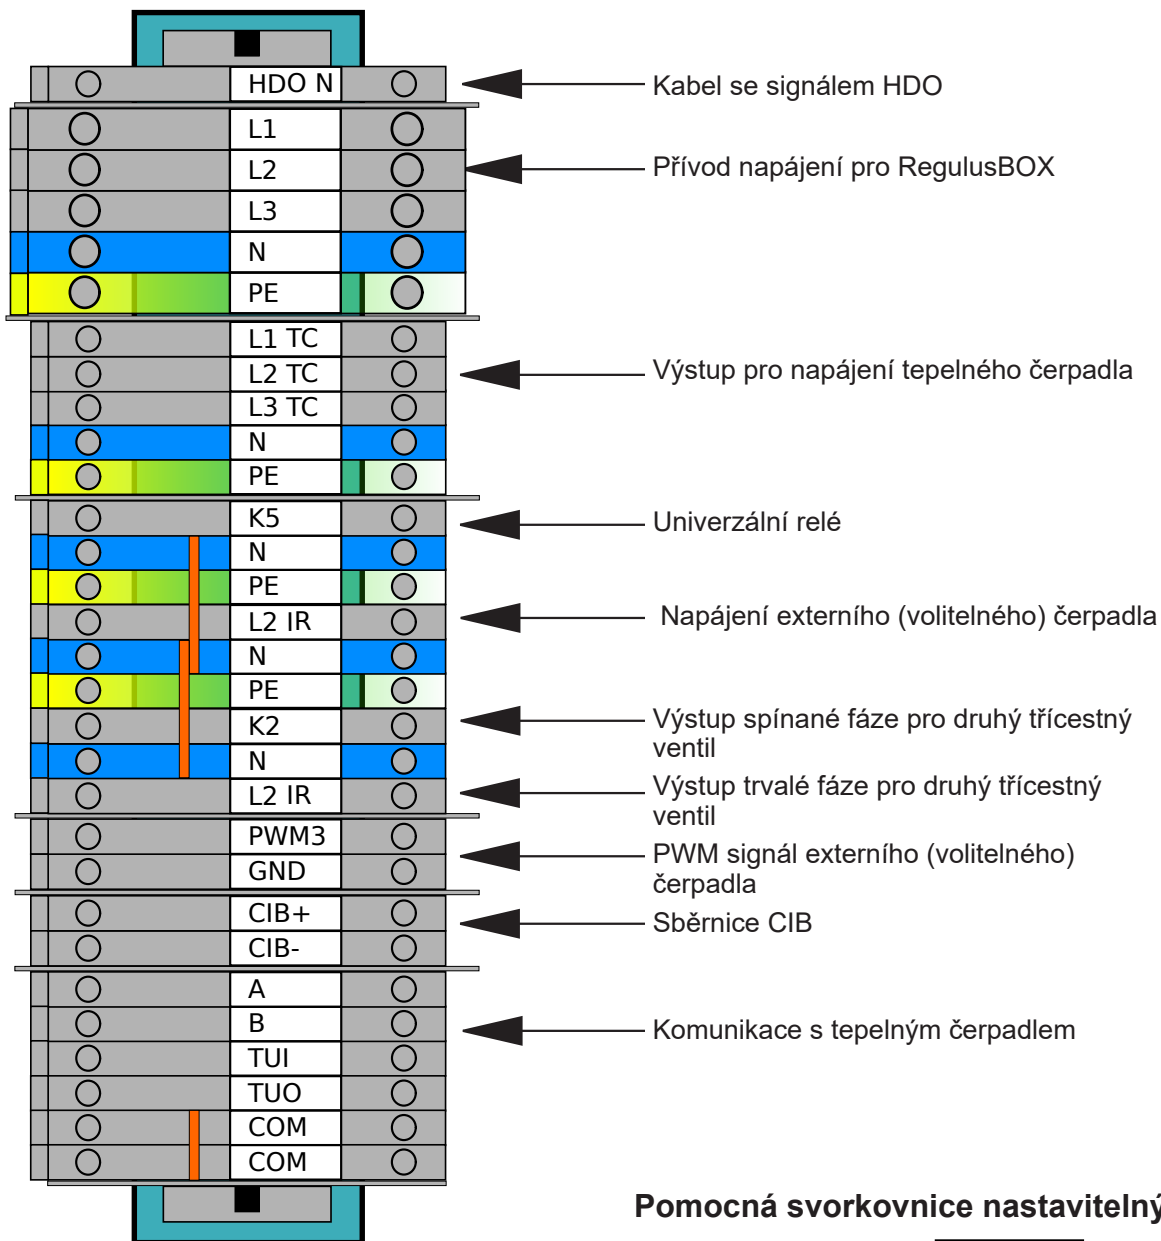 HDO N
Kabel se signálem HDO
L1
L2
Přívod napájení pro RegulusBOX
L3
N
PE
L1 TC
L2 TC
Výstup pro napájení tepelného čerpadla
L3 TC
N
PE
K5
Univerzální relé
N
PE
L2 IR
Napájení externího (volitelného) čerpadla
N
PE
K2
Výstup spínané fáze pro druhý třícestný
ventil
N
L2 IR
Výstup trvalé fáze pro druhý třícestný
ventil
PWM3
GND
PWM signál externího (volitelného)
čerpadla
CIB+
Sběrnice CIB
CIB-
A
B
Komunikace s tepelným čerpadlem
TUI
TUO
COM
COM
Pomocná svorkovnice nastavitelný